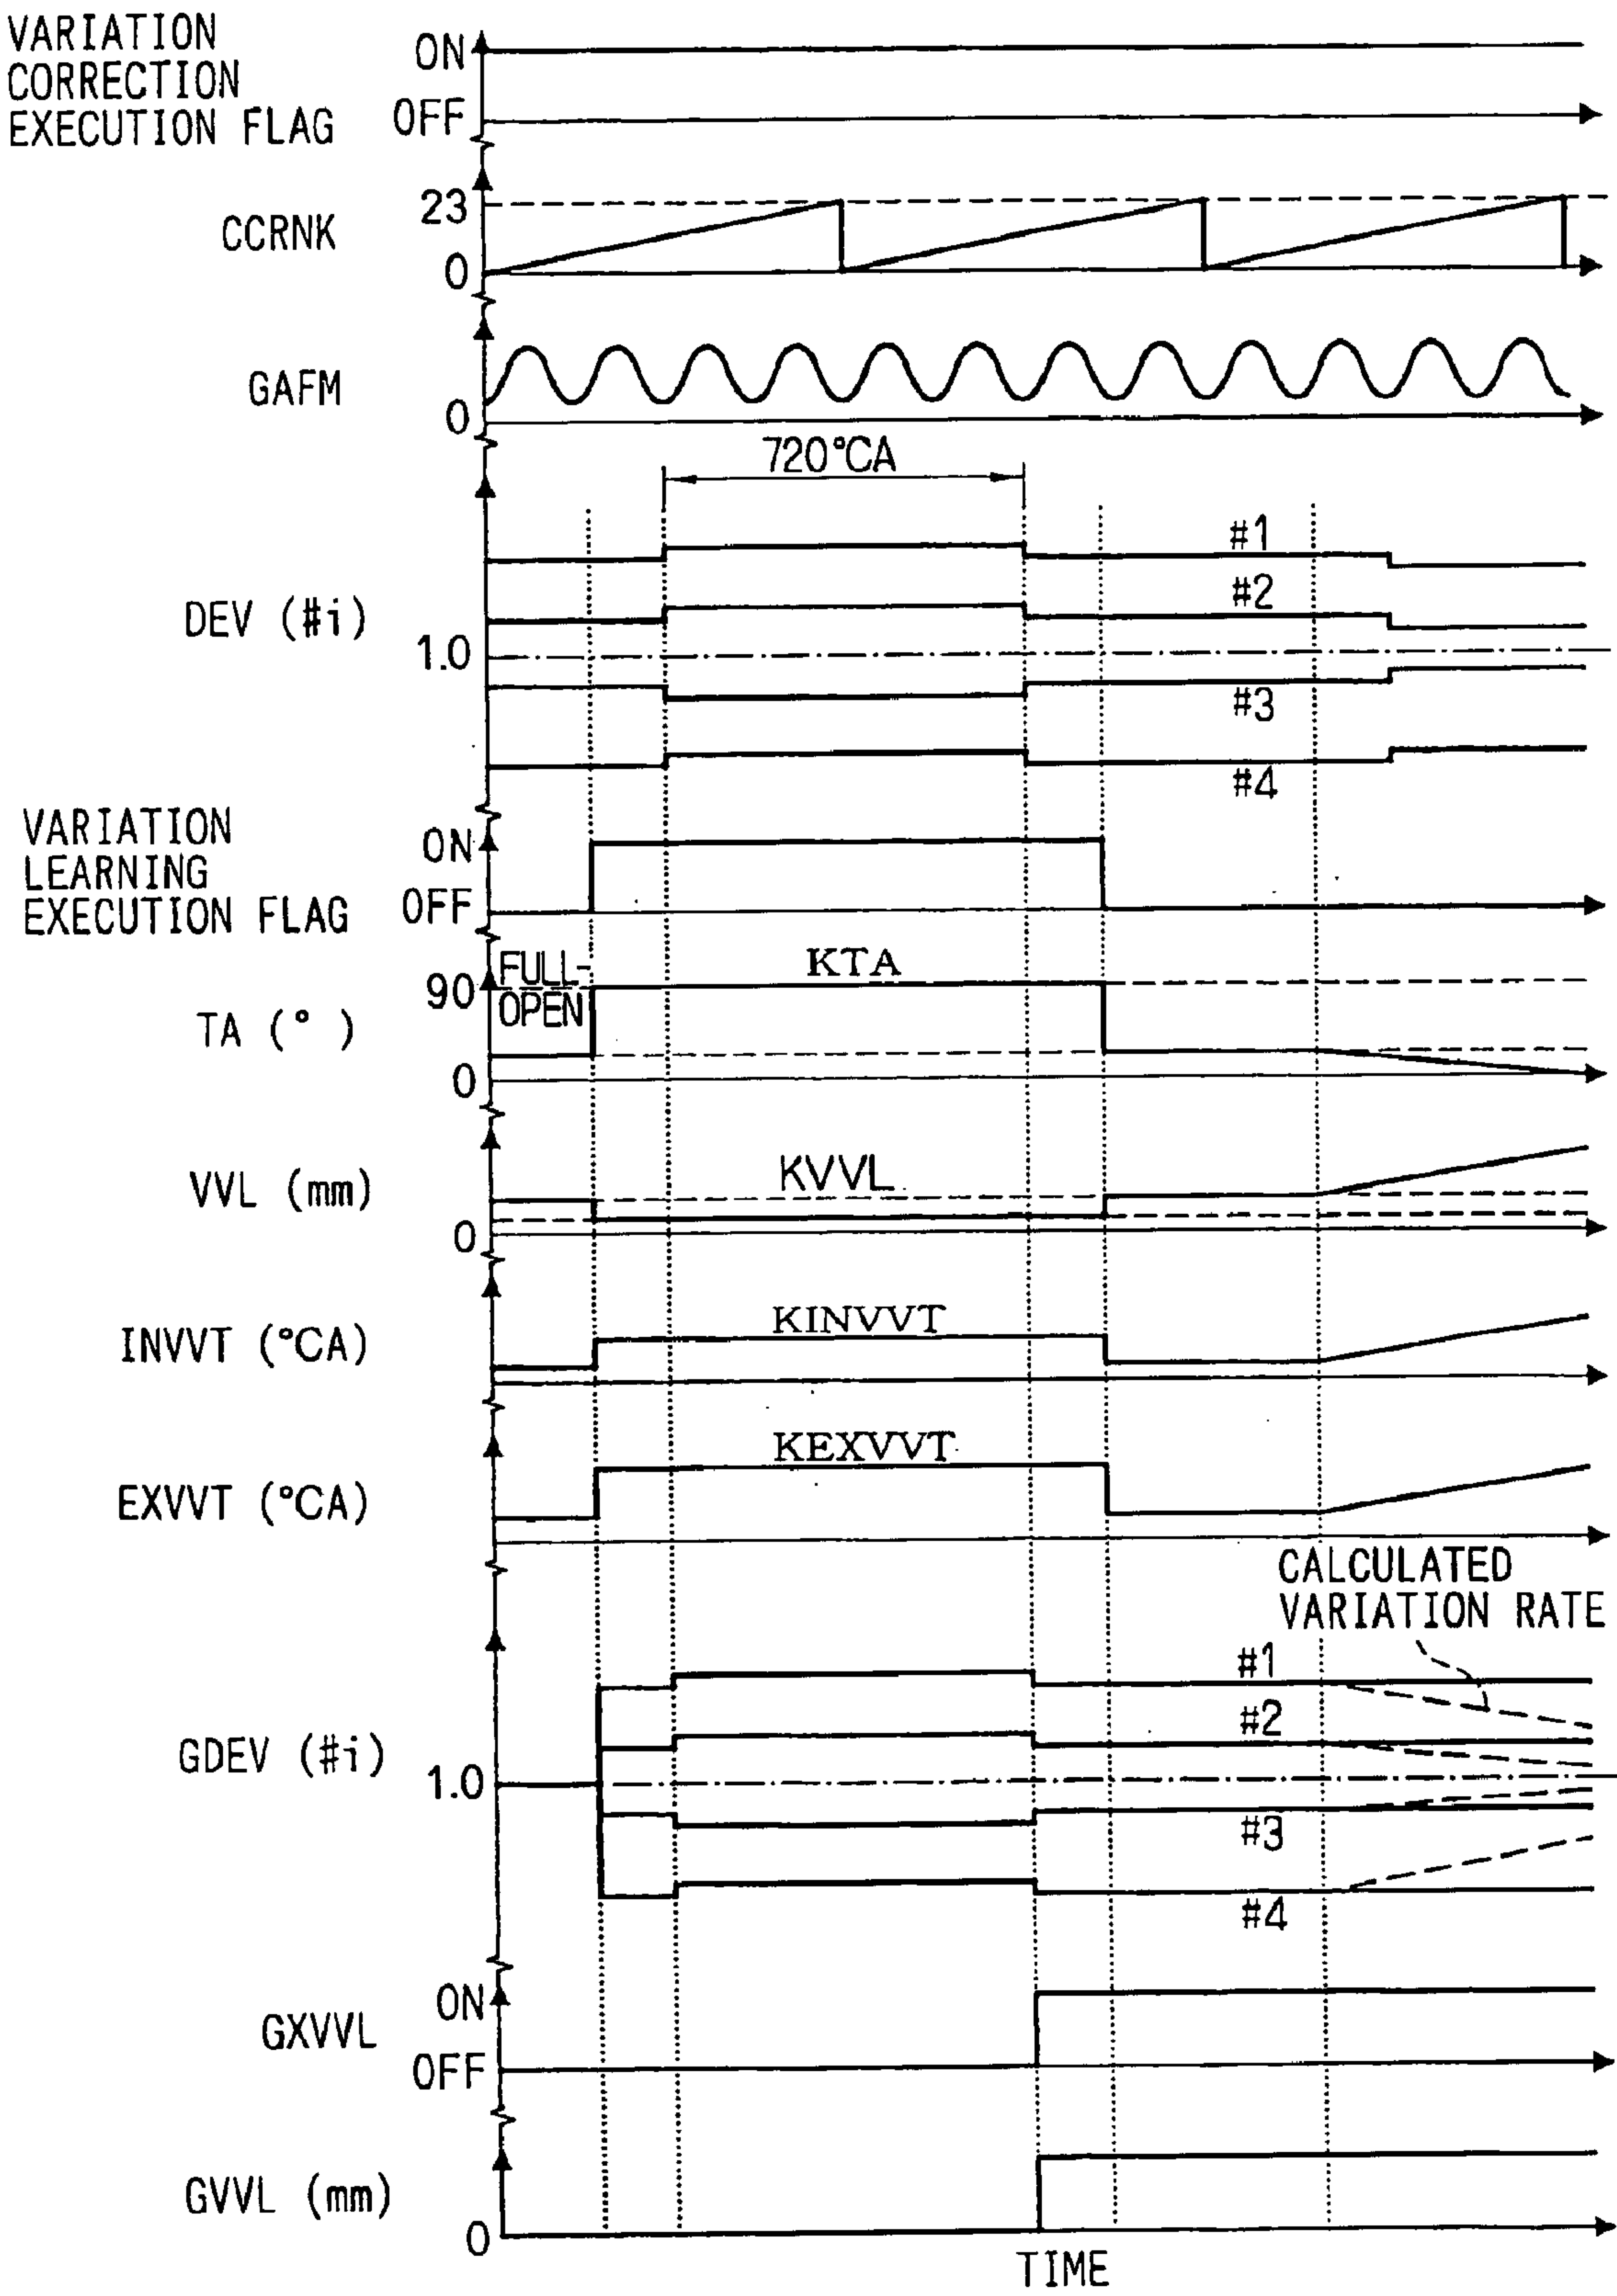 VARIATION
CORRECTION
EXECUTION FLAG
ON
OFF
CCRNK
23
0
GAFM
0
720°CA
DEV (#i)
1.0
#1
#2
#3
#4
VARIATION
LEARNING
EXECUTION FLAG
ON
OFF
TA (°)
90
0
FULL-
OPEN
KTA
VVL (mm)
0
KVVL
INVVT (°CA)
KINVVT
EXVVT (°CA)
KEXVVT
CALCULATED
VARIATION RATE
GDEV (#i)
1.0
#1
#2
#3
#4
GXVVL
ON
OFF
GVVL (mm)
0
TIME